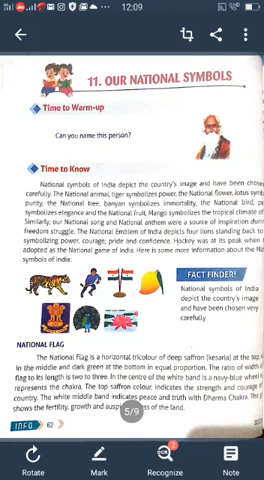 12:09
11. OUR NATIONAL SYMBOLS
Time to Warm-up
Can you name this person?
Time to Know
National symbols of India depict the country's image and have been chosen
carefully. The National animal, tiger symbolizes power, the National flower, lotus symb
purity, the National tree, banyan symbolizes immortality, the National bird, pe
symbolizes elegance and the National fruit, Mango symbolizes the tropical climate of
Similarly, our National song and National anthem were a source of inspiration durin
freedom struggle. The National Emblem of India depicts four lions standing back to
symbolizing power, courage, pride and confidence. Hockey was at its peak when i
adopted as the National game of india. Here is some more information about the Na
symbols of India:
FACT FINDER!
National symbols of
India depict the
country's image and
have been chosen very
carefully
NATIONAL FLAG
The National Flag is a horizontal tricolour of deep saffron (kesaria) at the top, w
in the middle and dark green at the bottom in equal proportion. The ratio of width of
flag to its length is two to three. In the centre of the white band is a navy-blue wheel w
represents the chakra. The top saffron colour, indicates the strength and courage of
country. The white middle band indicates peace and truth with Dharma Chakra. The g
shows the fertility, growth and of the land.
5/9
INFO 62
Rotate Mark Recognize Note